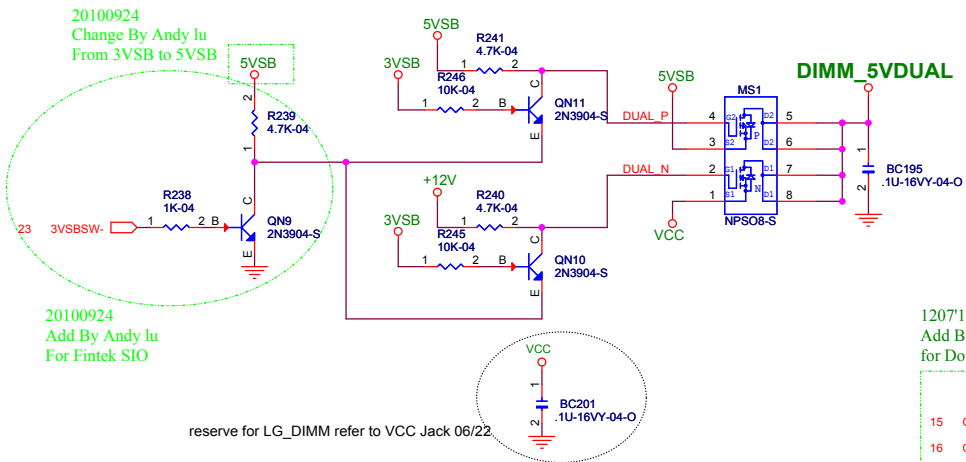 20100924
Change By Andy lu
From 3VSB to 5VSB
5VSB
2
R239
4.7K-04
1
R238
1K-04
23 3VSBSW-
1 2 B
C
QN9
2N3904-S
E
20100924
Add By Andy lu
For Fintek SIO
5VSB
R241
4.7K-04
1 2
3VSB
R246
10K-04
1 2 B
C
QN11
2N3904-S
E
+12V
R240
4.7K-04
1 2
3VSB
R245
10K-04
1 2 B
C
QN10
2N3904-S
E
DUAL_P
DUAL_N
5VSB
VCC
MS1
4 G2 D2 5
3 S2 P D2 6
2 G1 D1 7
1 S1 N D1 8
NPSO8-S
DIMM_5VDUAL
1
BC195
.1U-16VY-04-O
2
VCC
1
BC201
.1U-16VY-04-O
2
reserve for LG_DIMM refer to VCC Jack 06/22
1207'1
Add B
for Do
15
16